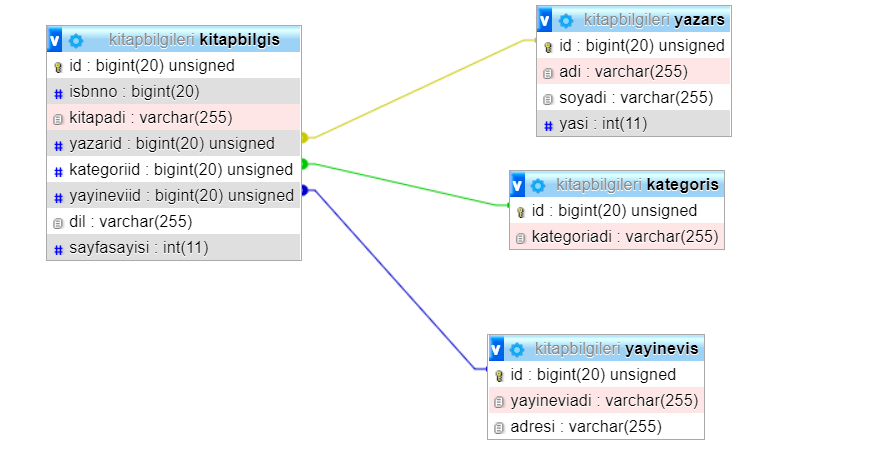 v kitapbilgileri kitapbilgis
id : bigint(20) unsigned
# isbnno : bigint(20)
kitapadi : varchar(255)
# yazarid : bigint(20) unsigned
# kategoriid : bigint(20) unsigned
# yayineviid : bigint(20) unsigned
dil : varchar(255)
# sayfasayisi : int(11)
v kitapbilgileri yazars
id : bigint(20) unsigned
adi : varchar(255)
soyadi : varchar(255)
# yasi : int(11)
v kitapbilgileri kategoris
id : bigint(20) unsigned
kategoriadi : varchar(255)
v kitapbilgileri yayinevis
id : bigint(20) unsigned
yayineviadi : varchar(255)
adresi : varchar(255)